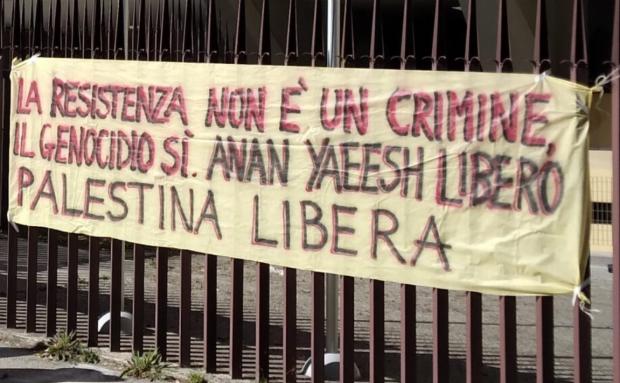 LA RESISTENZA NON È UN CRIMINE,
IL GENOCIDIO SÌ. ANAN YAEESH LIBERO
PALESTINA LIBERA